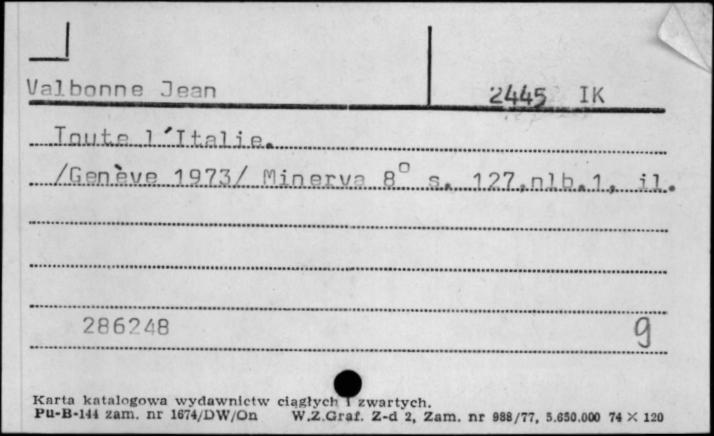 Valbonne Jean 2445 IK
Toute l'Italie.
/Genève 1973/ Minerva 8° s. 127,nlb.1, il.
286248 9
Karta katalogowa wydawnictw ciągłych i zwartych.
Pu-B-144 zam. nr 1674/DW/On W.Z.Graf. Z-d 2, Zam. nr 988/77, 5.650.000 74 × 120